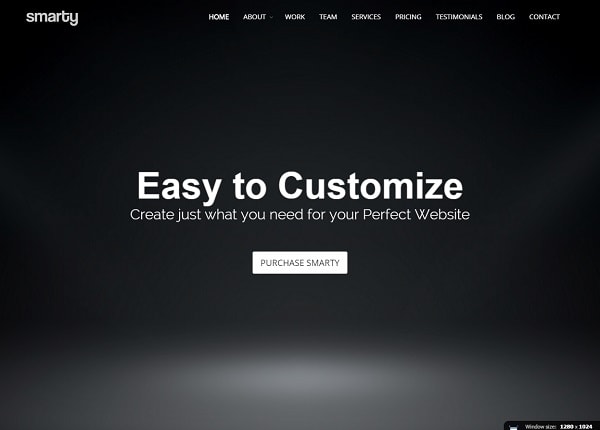 smarty
HOME ABOUT WORK TEAM SERVICES PRICING TESTIMONIALS BLOG CONTACT
Easy to Customize
Create just what you need for your Perfect Website
PURCHASE SMARTY
Window size: 1280 x 1024